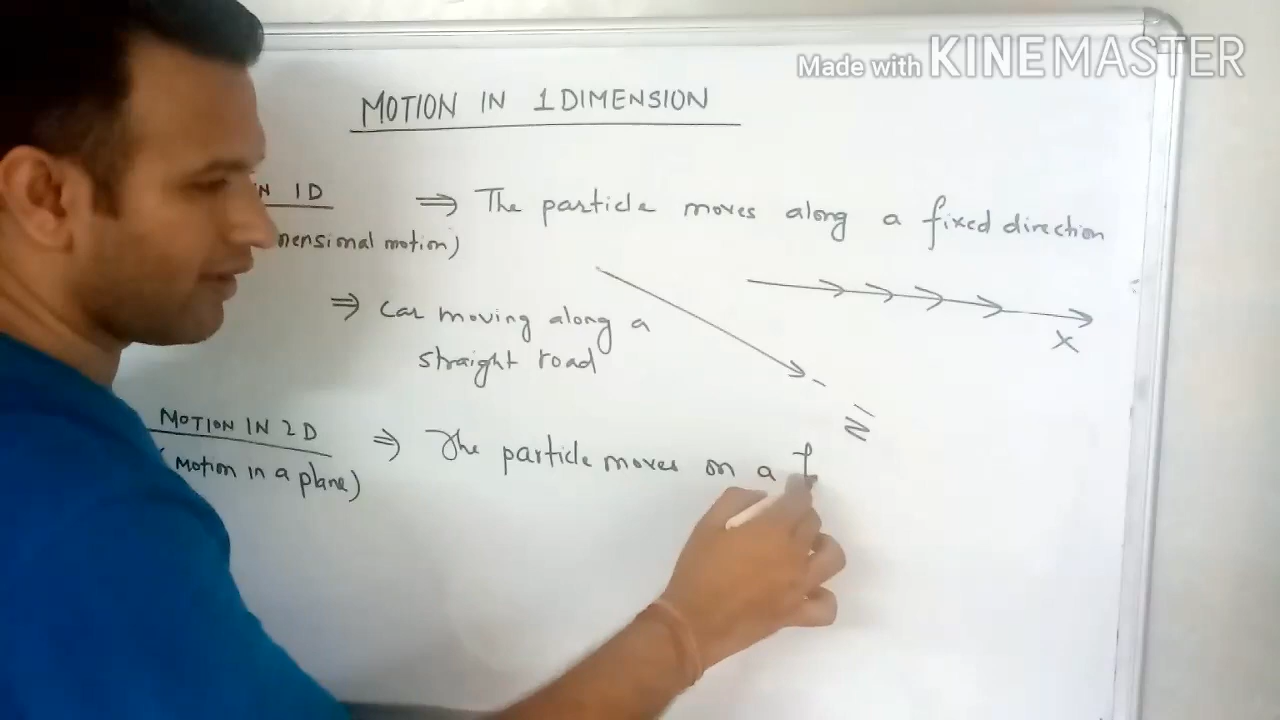 Made with KINEMASTER
MOTION IN 1 DIMENSION
1D ⇒ The particle moves along a fixed direction
motion)
X
⇒ Car moving along a
straight road
MOTION IN 2D ⇒ The particle moves on a
(Motion in a plane)